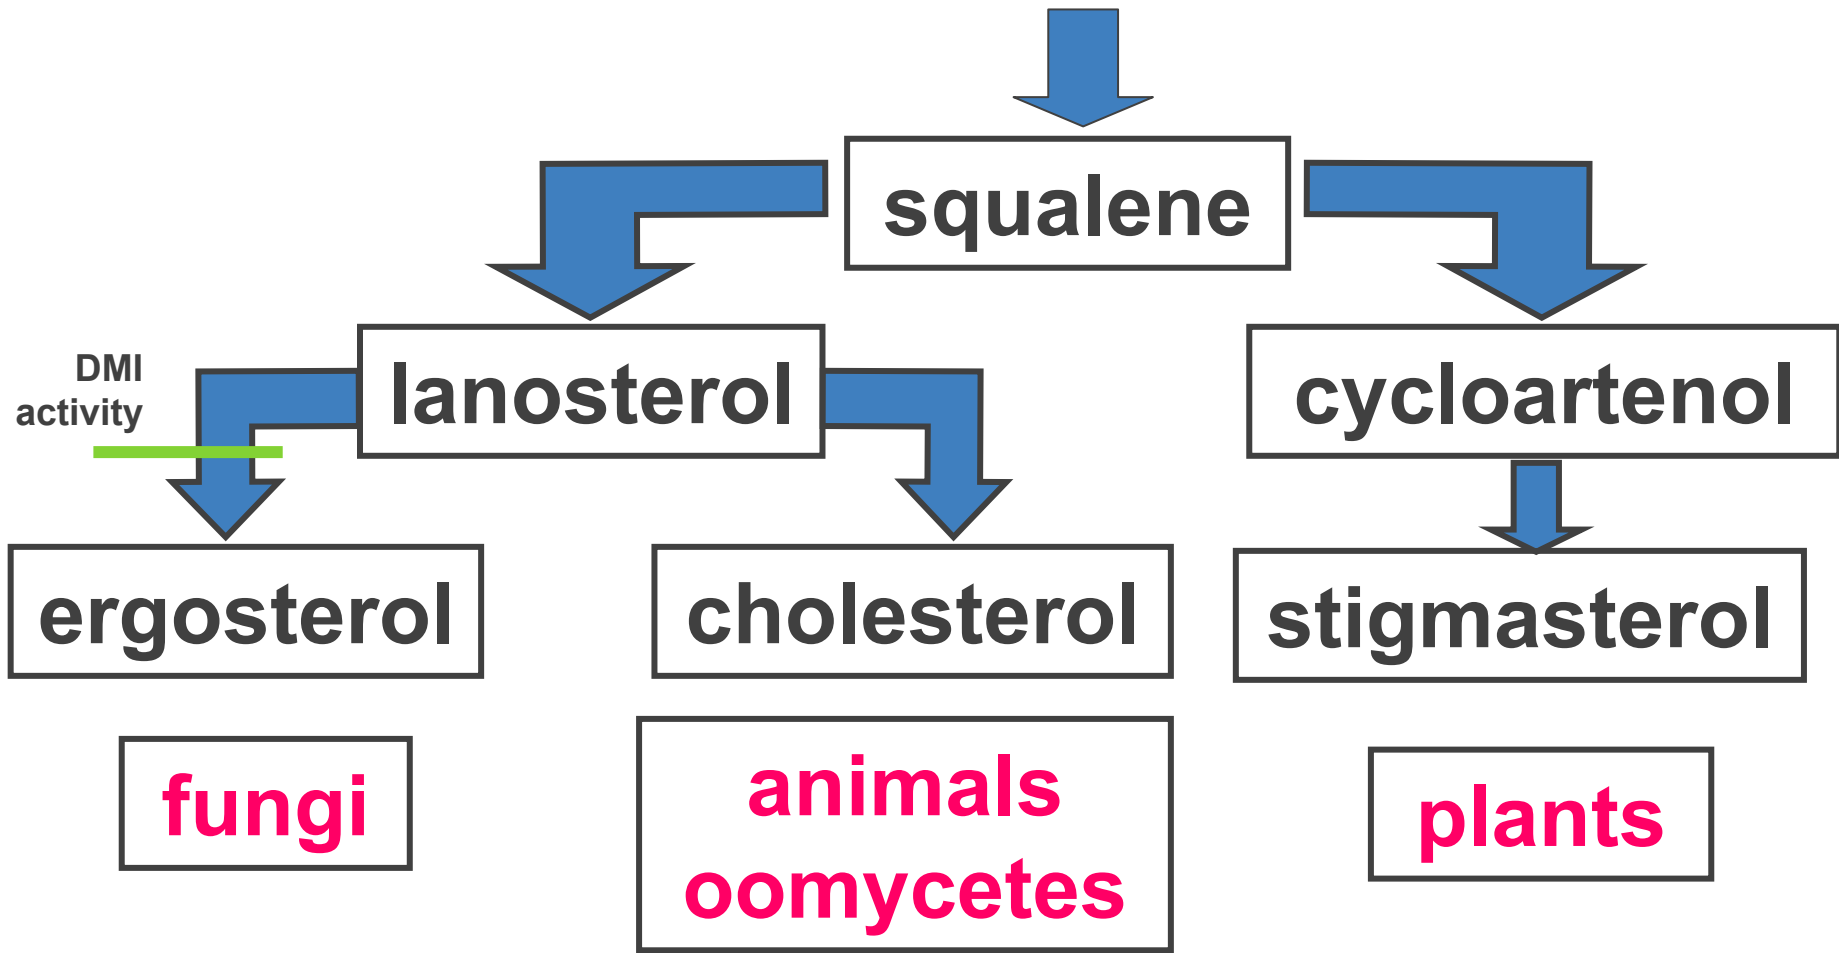 squalene
DMI
activity
lanosterol
cycloartenol
ergosterol
cholesterol
stigmasterol
fungi
animals
oomycetes
plants